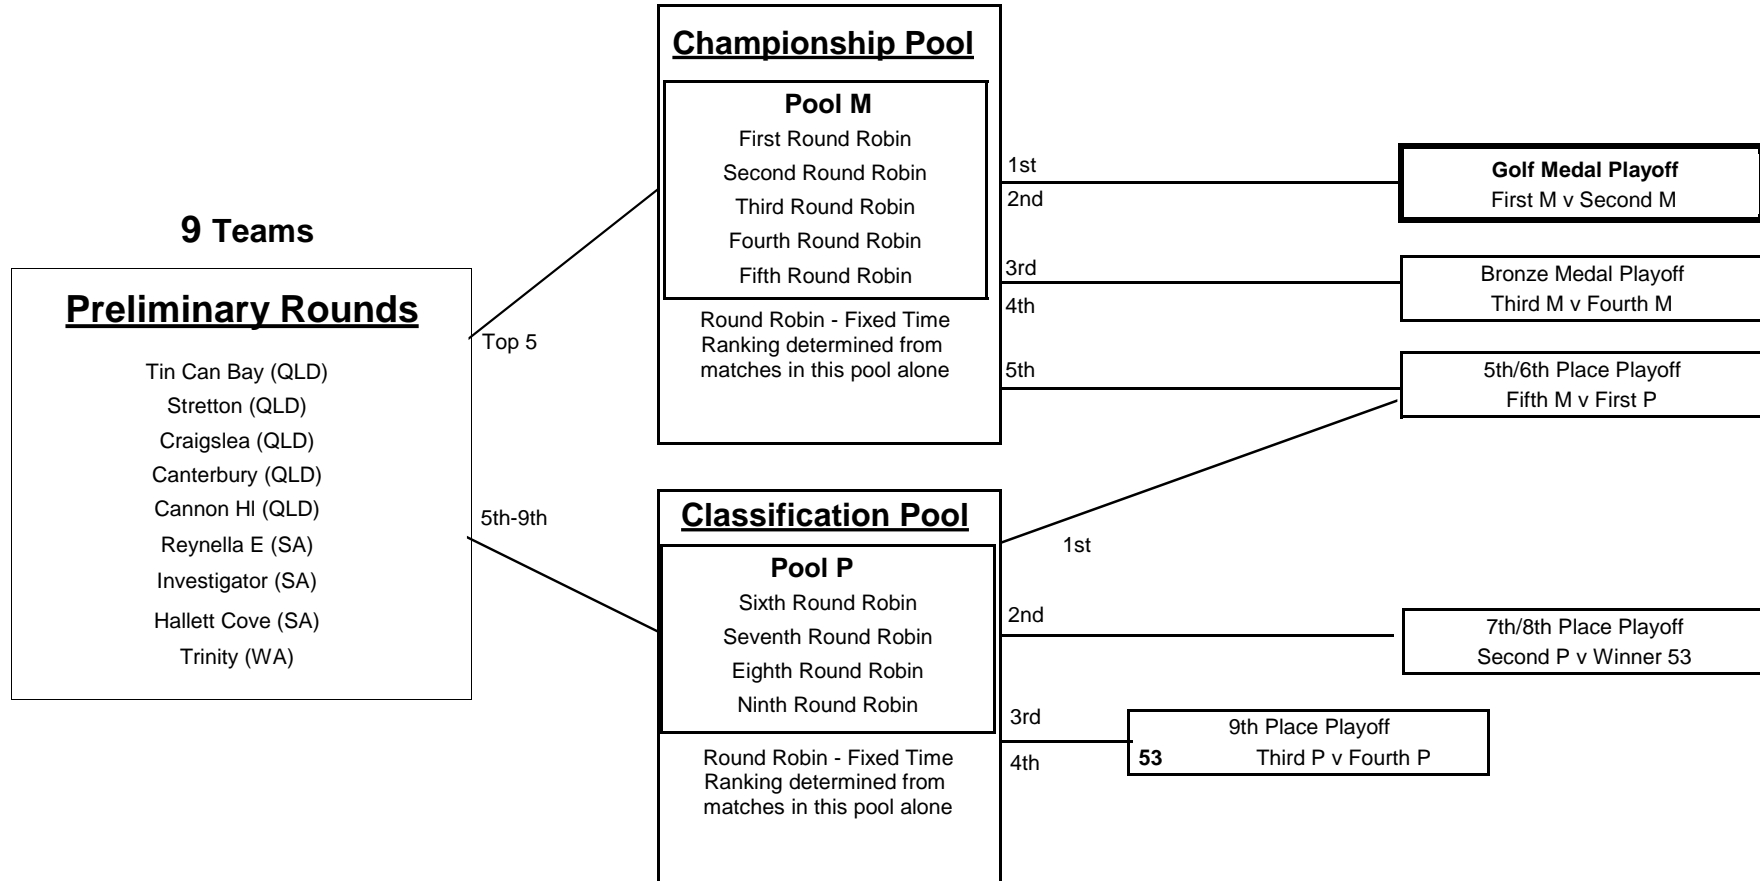 9 Teams
Preliminary Rounds
Tin Can Bay (QLD)
Stretton (QLD)
Craigslea (QLD)
Canterbury (QLD)
Cannon Hl (QLD)
Reynella E (SA)
Investigator (SA)
Hallett Cove (SA)
Trinity (WA)
Top 5
5th-9th
Championship Pool
Pool M
First Round Robin
Second Round Robin
Third Round Robin
Fourth Round Robin
Fifth Round Robin
Round Robin - Fixed Time
Ranking determined from
matches in this pool alone
1st
2nd
3rd
4th
5th
Classification Pool
Pool P
Sixth Round Robin
Seventh Round Robin
Eighth Round Robin
Ninth Round Robin
Round Robin - Fixed Time
Ranking determined from
matches in this pool alone
1st
2nd
3rd
4th
Golf Medal Playoff
First M v Second M
Bronze Medal Playoff
Third M v Fourth M
5th/6th Place Playoff
Fifth M v First P
7th/8th Place Playoff
Second P v Winner 53
9th Place Playoff
53 Third P v Fourth P